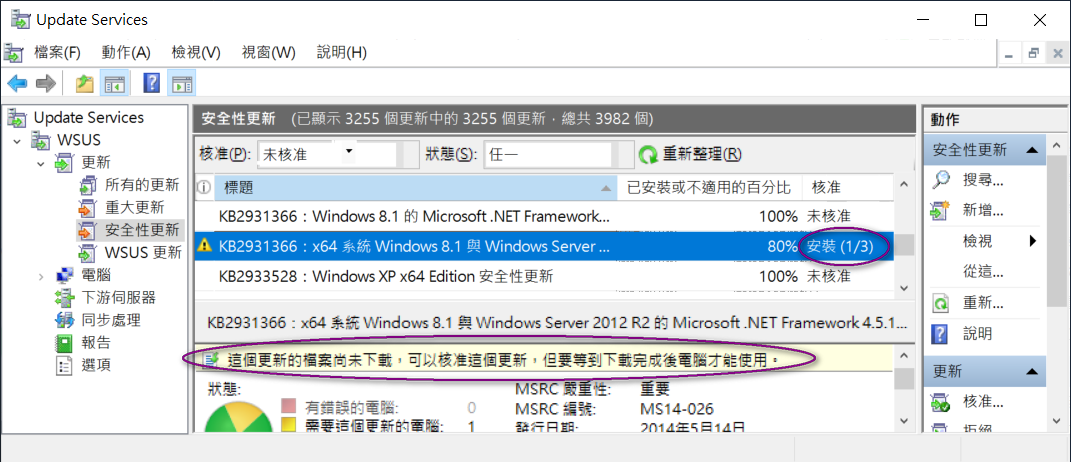 Update Services
檔案(F) 動作(A) 檢視(V) 視窗(W) 說明(H)
Update Services
WSUS
更新
所有的更新
重大更新
安全性更新
WSUS 更新
電腦
下游伺服器
同步處理
報告
選項
安全性更新 (已顯示 3255 個更新中的 3255 個更新，總共 3982 個)
核准(P): 未核准 狀態(S): 任一 重新整理(R)
標題 已安裝或不適用的百分比 核准
KB2931366：Windows 8.1 的 Microsoft .NET Framework... 100% 未核准
KB2931366：x64 系統 Windows 8.1 與 Windows Server ... 80% 安裝 (1/3)
KB2933528：Windows XP x64 Edition 安全性更新 100% 未核准
KB2931366：x64 系統 Windows 8.1 與 Windows Server 2012 R2 的 Microsoft .NET Framework 4.5.1...
這個更新的檔案尚未下載，可以核准這個更新，但要等到下載完成後電腦才能使用。
狀態:
有錯誤的電腦: 0
需要這個更新的電腦: 1
MSRC 嚴重性: 重要
MSRC 編號: MS14-026
發行日期: 2014年5月14日
動作
安全性更新
搜尋...
新增...
檢視
從這...
重新...
說明
更新
核准...
拒絕